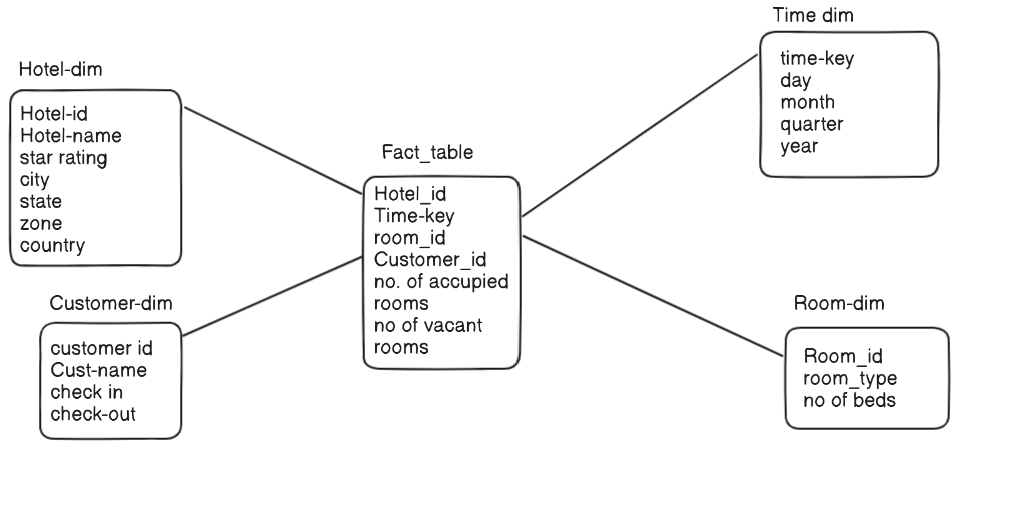 Time dim
time-key
day
month
quarter
year
Hotel-dim
Hotel-id
Hotel-name
star rating
city
state
zone
country
Fact_table
Hotel_id
Time-key
room_id
Customer_id
no. of accupied
rooms
no of vacant
rooms
Customer-dim
customer id
Cust-name
check in
check-out
Room-dim
Room_id
room_type
no of beds